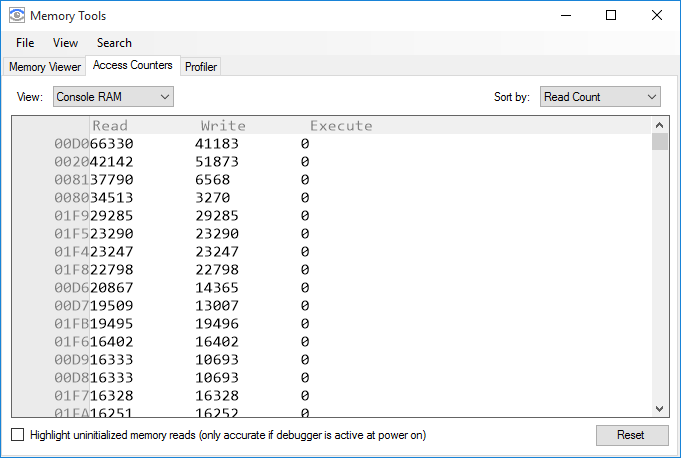 Memory Tools
File View Search
Memory Viewer Access Counters Profiler
View: Console RAM Sort by: Read Count
Read Write Execute
00D0 66330 41183 0
0020 42142 51873 0
0081 37790 6568 0
0080 34513 3270 0
01F9 29285 29285 0
01F5 23290 23290 0
01F4 23247 23247 0
01F8 22798 22798 0
00D6 20867 14365 0
00D7 19509 13007 0
01FB 19495 19496 0
01F6 16402 16402 0
00D9 16333 10693 0
00D8 16333 10693 0
01F7 16328 16328 0
01FA 16251 16252 0
Highlight uninitialized memory reads (only accurate if debugger is active at power on) Reset